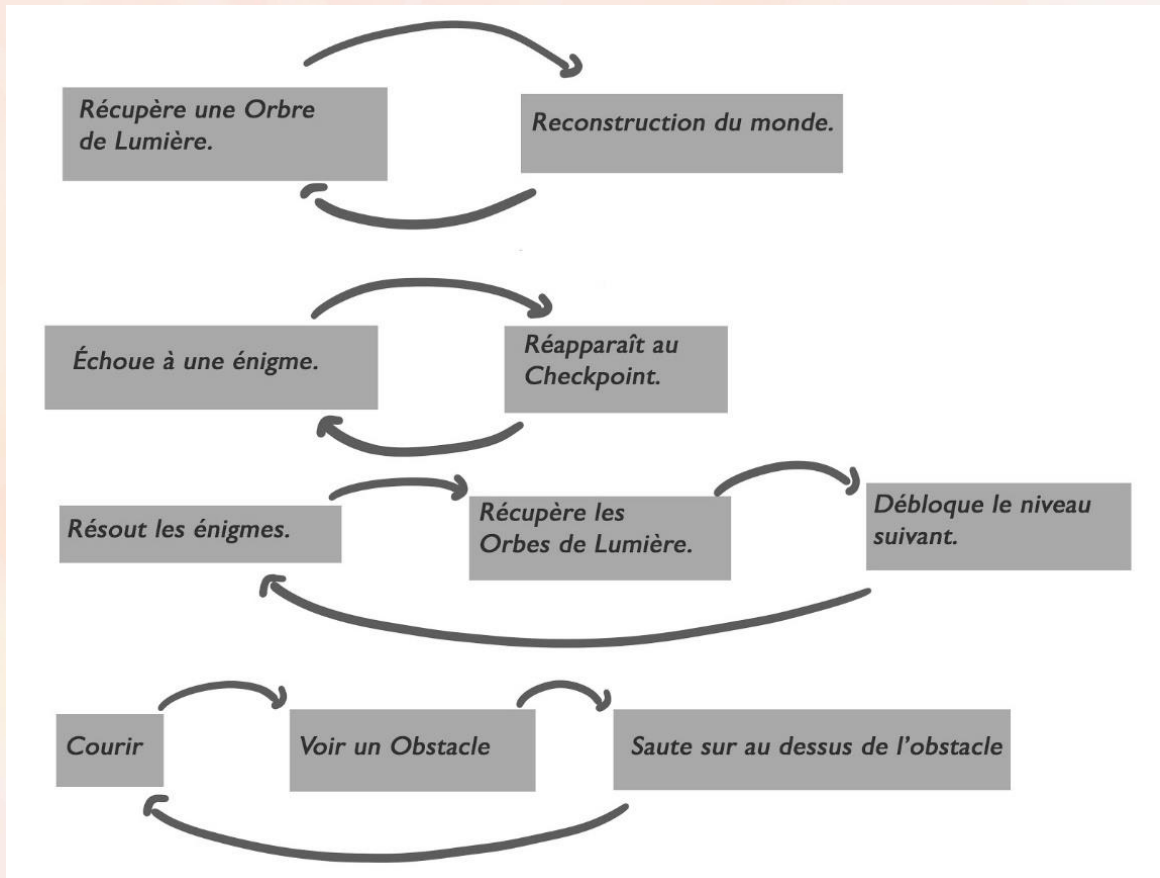 Récupère une Orbre
de Lumière.
Reconstruction du monde.
Échoue à une énigme.
Réapparaît au
Checkpoint.
Résout les énigmes.
Récupère les
Orbes de Lumière.
Débloque le niveau
suivant.
Courir
Voir un Obstacle
Saute sur au dessus de l'obstacle